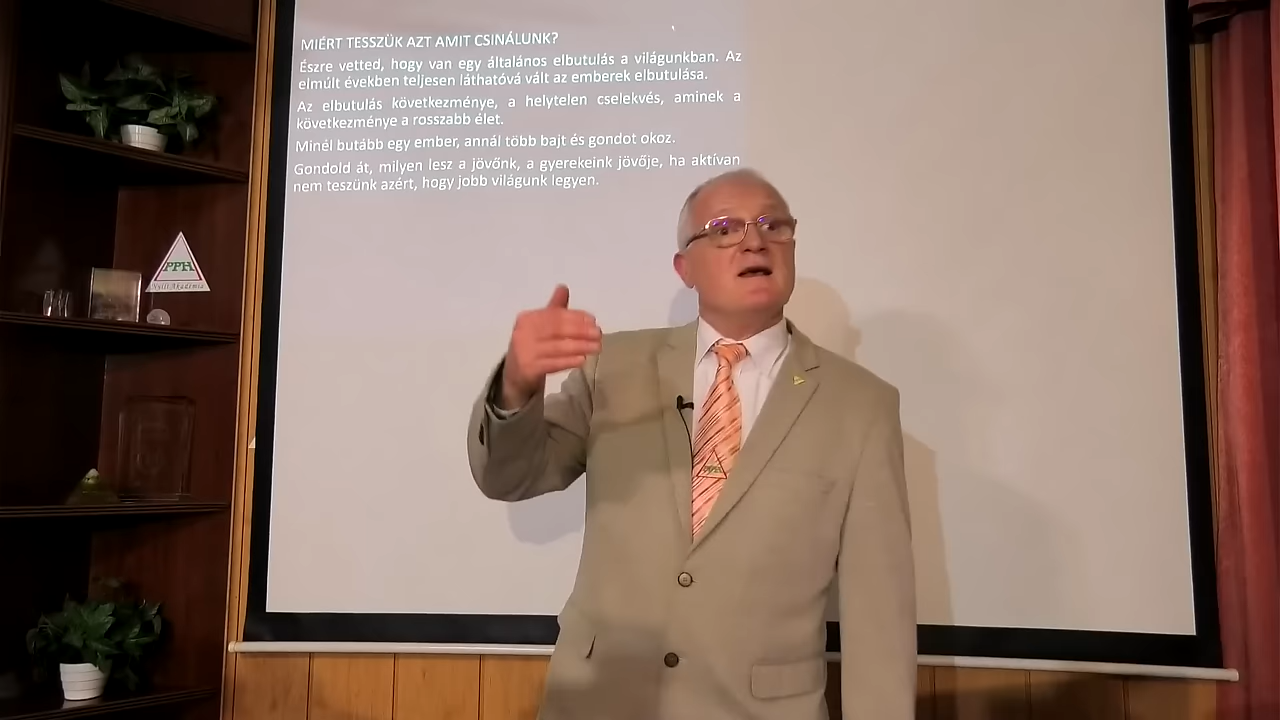 MIÉRT TESSZÜK AZT AMIT CSINÁLUNK?
Észre vetted, hogy van egy általános elbutulás a világunkban. Az
elmúlt években teljesen láthatóvá vált az emberek elbutulása.
Az elbutulás következménye, a helytelen cselekvés, aminek a
következménye a rosszabb élet.
Minél butább egy ember, annál több bajt és gondot okoz.
Gondold át, milyen lesz a jövőnk, a gyerekeink jövője, ha aktívan
nem teszünk azért, hogy jobb világunk legyen.
PPH
Nyílt Akadémia
PPH